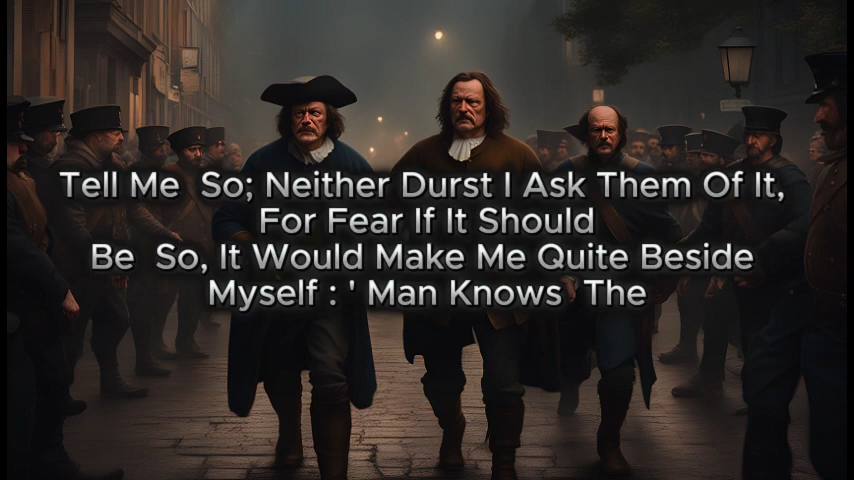 Tell Me  So; Neither Durst I Ask Them Of It,
For Fear If It Should
Be  So, It Would Make Me Quite Beside
Myself : ' Man Knows  The